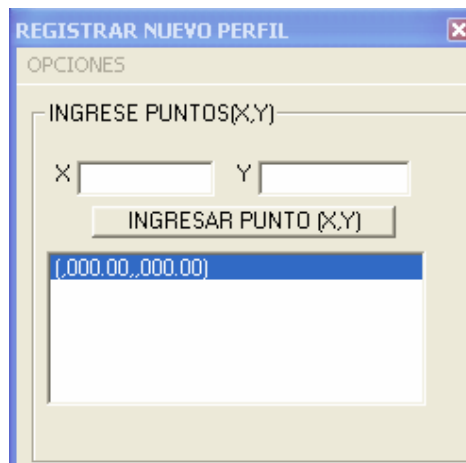 REGISTRAR NUEVO PERFIL
OPCIONES
INGRESE PUNTOS(X,Y)
X Y
INGRESAR PUNTO (X,Y)
(,000.00,,000.00)